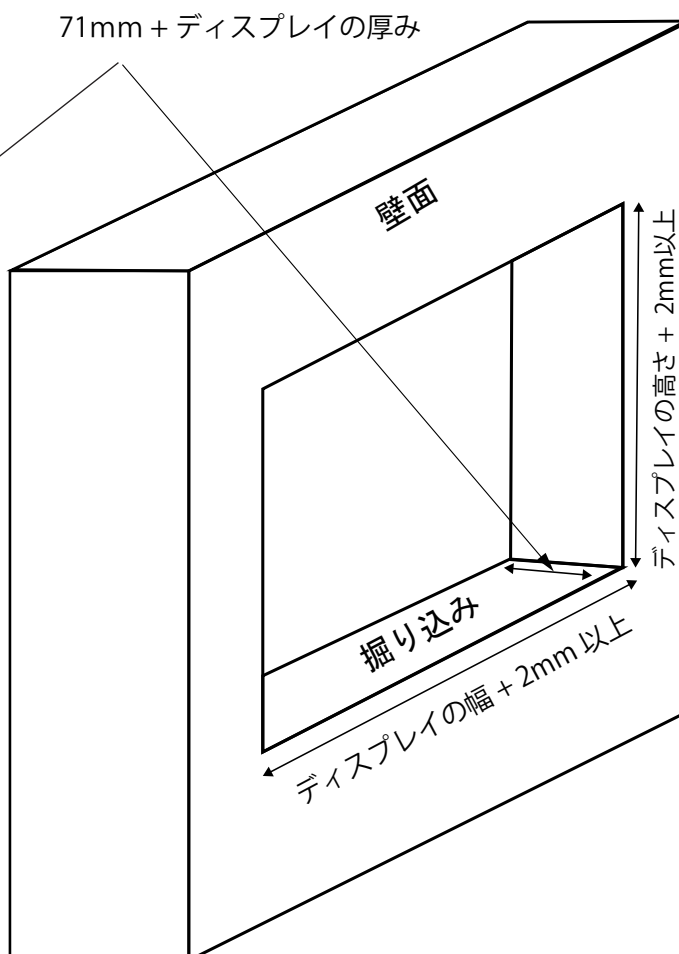 71mm + ディスプレイの厚み
壁面
ディスプレイの高さ + 2mm以上
掘り込み
ディスプレイの幅 + 2mm 以上